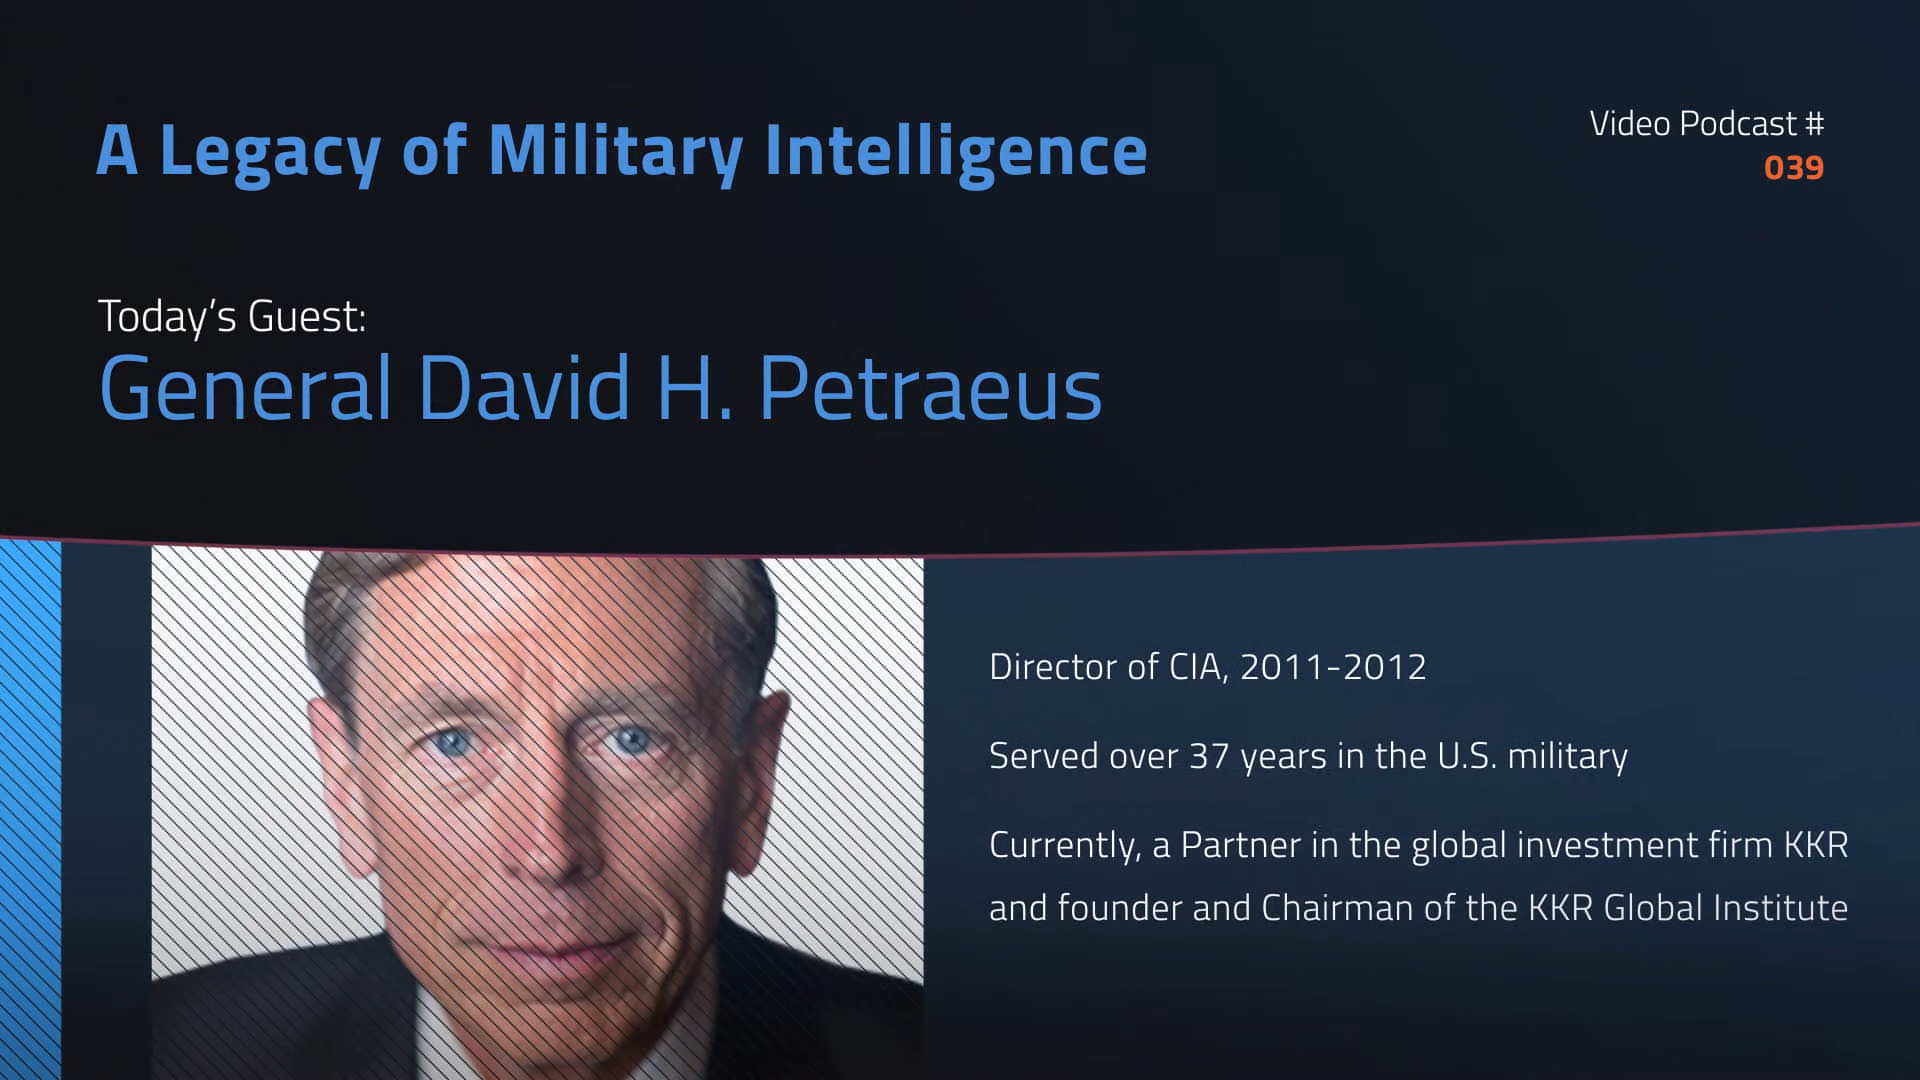 A Legacy of Military Intelligence
Video Podcast #
039
Today’s Guest:
General David H. Petraeus
Director of CIA, 2011-2012
Served over 37 years in the U.S. military
Currently, a Partner in the global investment firm KKR
and founder and Chairman of the KKR Global Institute